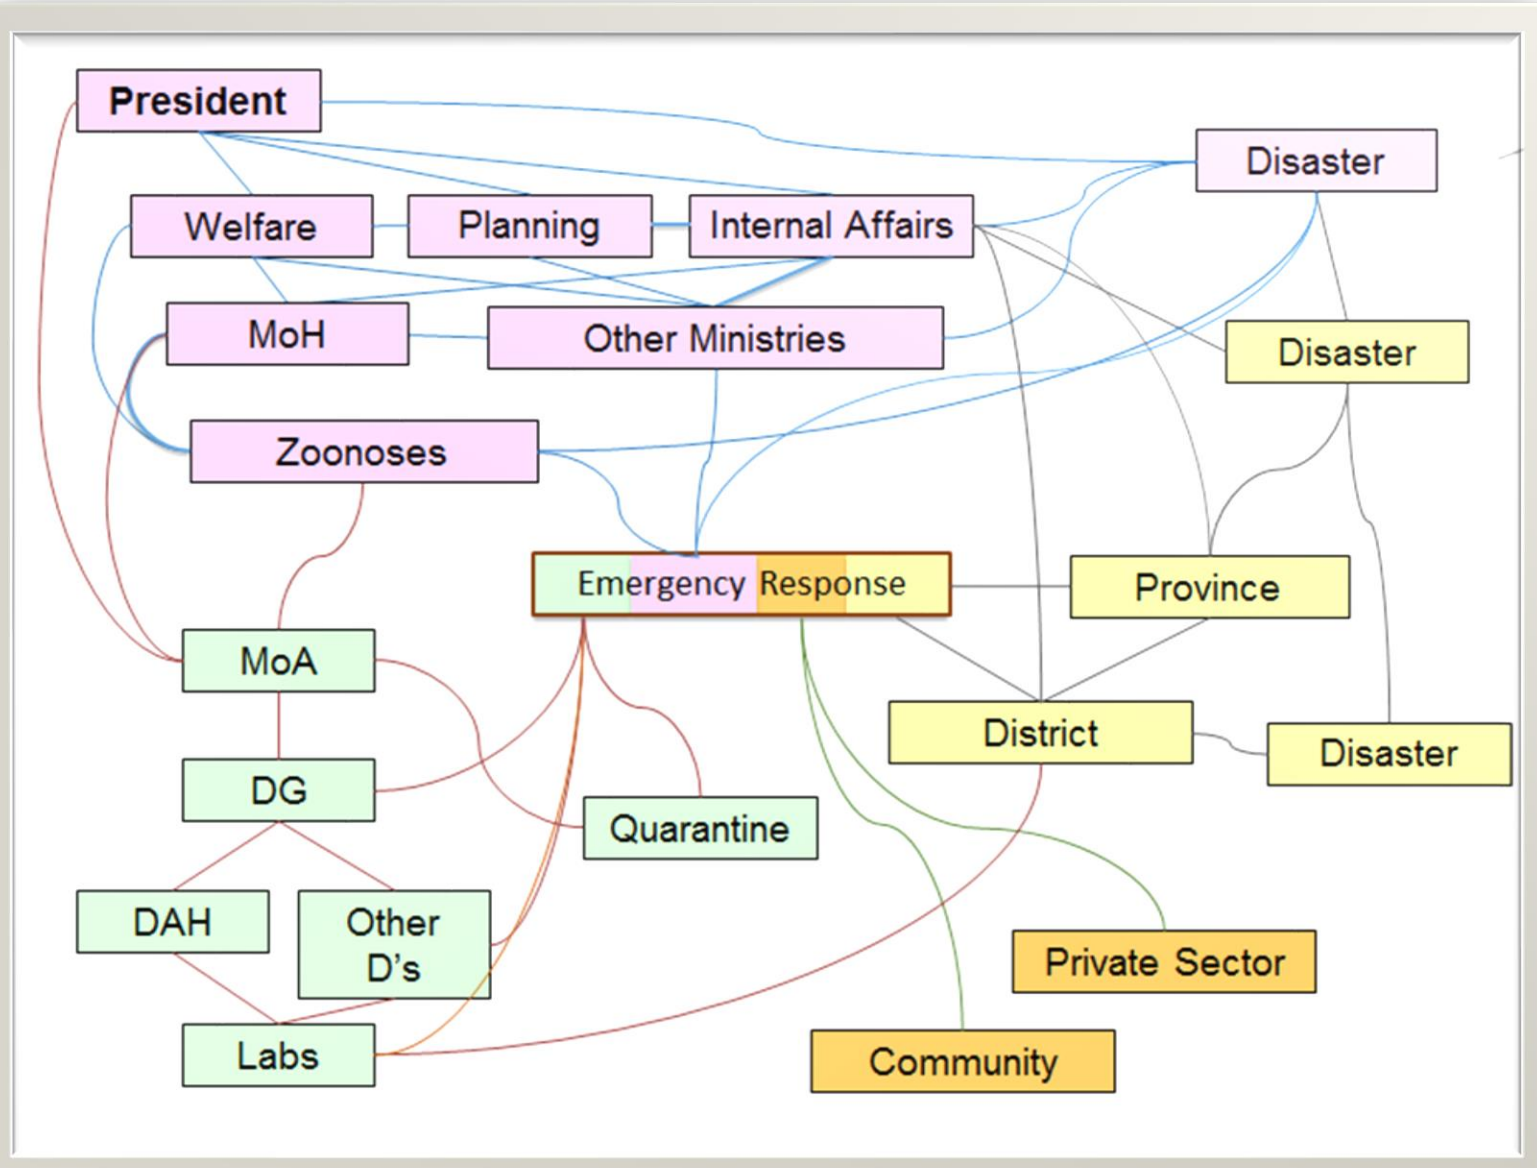 President
Disaster
Welfare
Planning
Internal Affairs
MoH
Other Ministries
Disaster
Zoonoses
Emergency Response
Province
MoA
District
Disaster
DG
Quarantine
DAH
Other
D's
Private Sector
Labs
Community